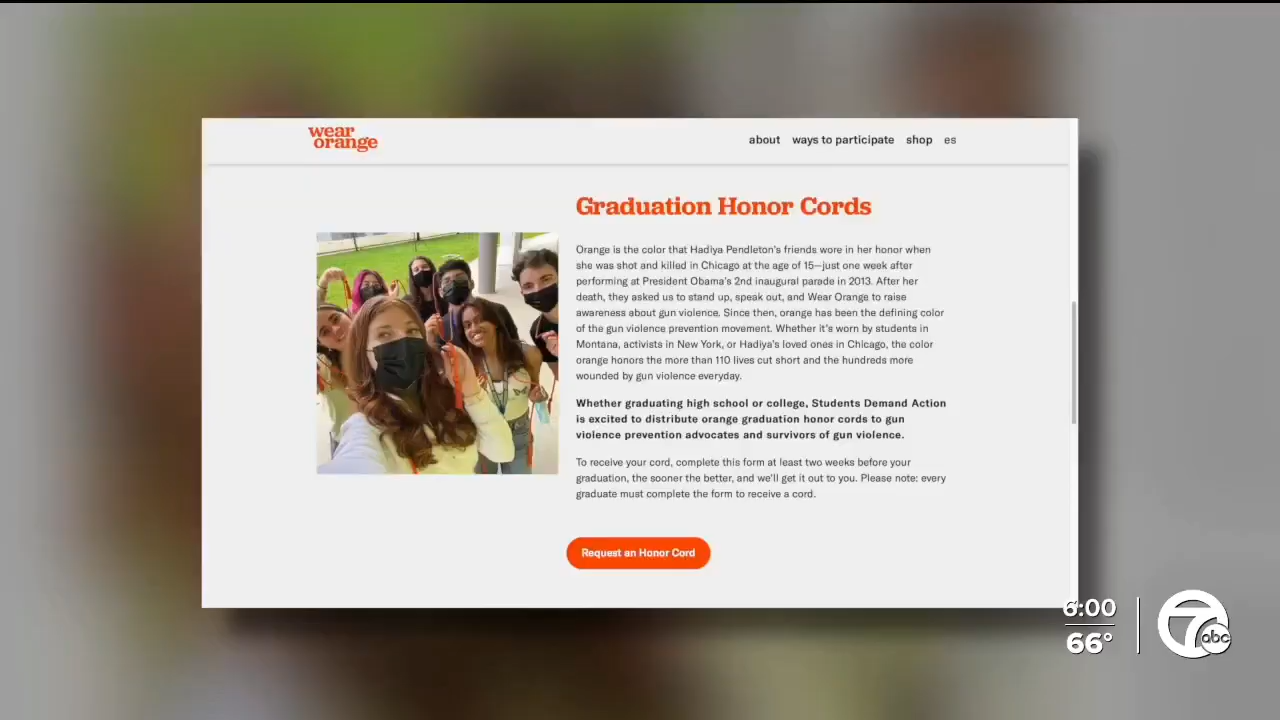 wear
orange
about ways to participate shop es
Graduation Honor Cords
Orange is the color that Hadiya Pendleton's friends wore in her honor when
she was shot and killed in Chicago at the age of 15—just one week after
performing at President Obama's 2nd inaugural parade in 2013. After her
death, they asked us to stand up, speak out, and Wear Orange to raise
awareness about gun violence. Since then, orange has been the defining color
of the gun violence prevention movement. Whether it's worn by students in
Montana, activists in New York, or Hadiya's loved ones in Chicago, the color
orange honors the more than 110 lives cut short and the hundreds more
wounded by gun violence everyday.
Whether graduating high school or college, Students Demand Action
is excited to distribute orange graduation honor cords to gun
violence prevention advocates and survivors of gun violence.
To receive your cord, complete this form at least two weeks before your
graduation, the sooner the better, and we'll get it out to you. Please note: every
graduate must complete the form to receive a cord.
Request an Honor Cord
6:00
66°
7 abc